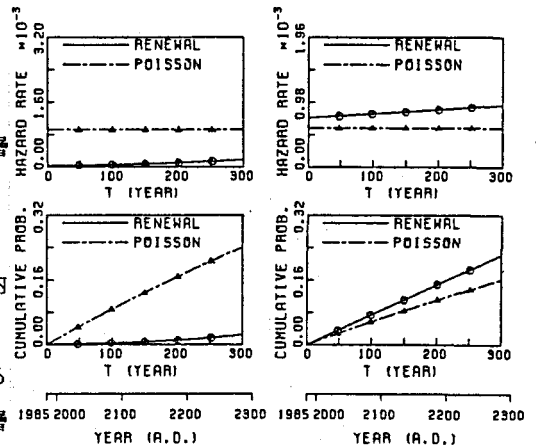 ×10⁻³
HAZARD RATE
3.20
1.60
0.00
RENEWAL
POISSON
0 100 200 300
T (YEAR)
×10⁻³
HAZARD RATE
1.96
0.98
0.00
RENEWAL
POISSON
0 100 200 300
T (YEAR)
CUMULATIVE PROB.
0.32
0.16
0.00
RENEWAL
POISSON
0 100 200 300
T (YEAR)
CUMULATIVE PROB.
0.32
0.16
0.00
RENEWAL
POISSON
0 100 200 300
T (YEAR)
1985 2000 2100 2200 2300
YEAR (A.D.)
1985 2000 2100 2200 2300
YEAR (A.D.)